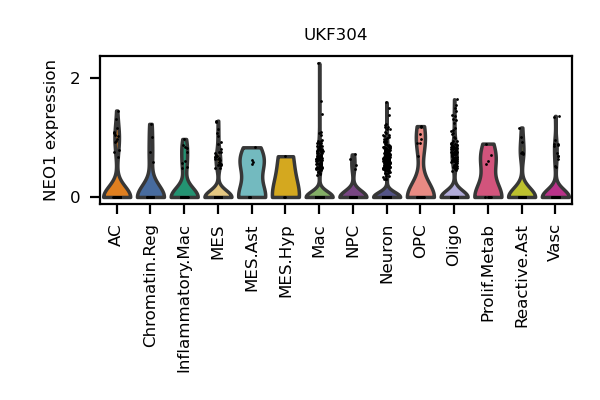 UKF304
NEO1 expression
2
0
AC
Chromatin.Reg
Inflammatory.Mac
MES
MES.Ast
MES.Hyp
Mac
NPC
Neuron
OPC
Oligo
Prolif.Metab
Reactive.Ast
Vasc